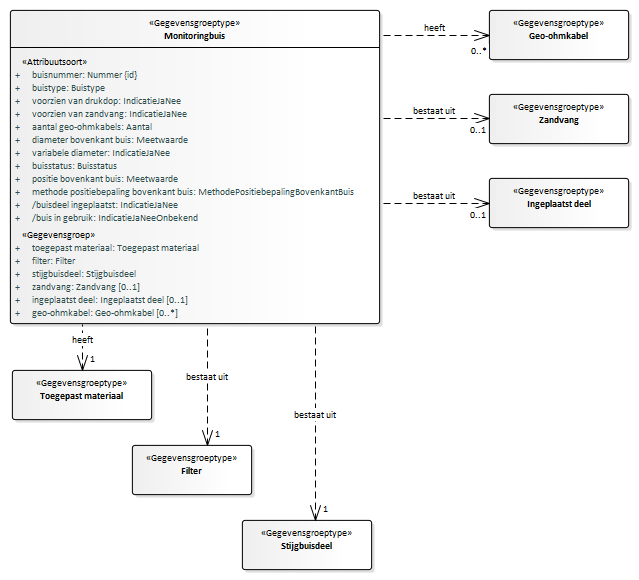 «Gegevensgroeptype»
Monitoringbuis
«Attribuutsoort»
+ buisnummer: Nummer {id}
+ buistype: Buistype
+ voorzien van drukdop: IndicatieJaNee
+ voorzien van zandvang: IndicatieJaNee
+ aantal geo-ohmkabels: Aantal
+ diameter bovenkant buis: Meetwaarde
+ variabele diameter: IndicatieJaNee
+ buisstatus: Buisstatus
+ positie bovenkant buis: Meetwaarde
+ methode positiebepaling bovenkant buis: MethodePositiebepalingBovenkantBuis
+ /buisdeel ingeplaatst: IndicatieJaNee
+ /buis in gebruik: IndicatieJaNeeOnbekend
«Gegevensgroep»
+ toegepast materiaal: Toegepast materiaal
+ filter: Filter
+ stijgbuisdeel: Stijgbuisdeel
+ zandvang: Zandvang [0..1]
+ ingeplaatst deel: Ingeplaatst deel [0..1]
+ geo-ohmkabel: Geo-ohmkabel [0..*]
heeft
0..*
«Gegevensgroeptype»
Geo-ohmkabel
bestaat uit
0..1
«Gegevensgroeptype»
Zandvang
bestaat uit
0..1
«Gegevensgroeptype»
Ingeplaatst deel
heeft
1
«Gegevensgroeptype»
Toegepast materiaal
bestaat uit
1
«Gegevensgroeptype»
Filter
bestaat uit
1
«Gegevensgroeptype»
Stijgbuisdeel